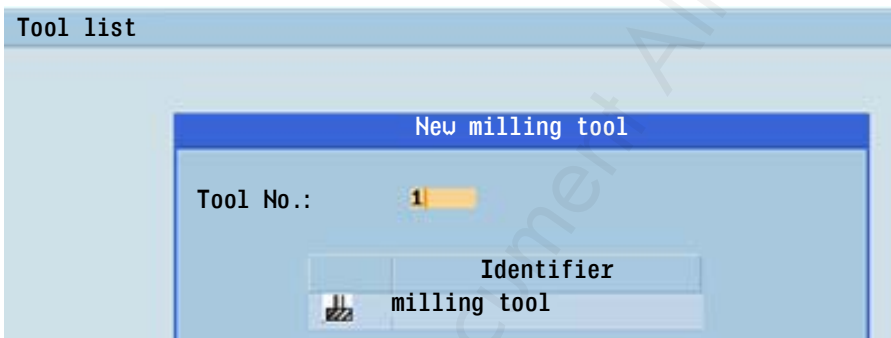 Tool list
New milling tool
Tool No.: 1
Identifier
milling tool